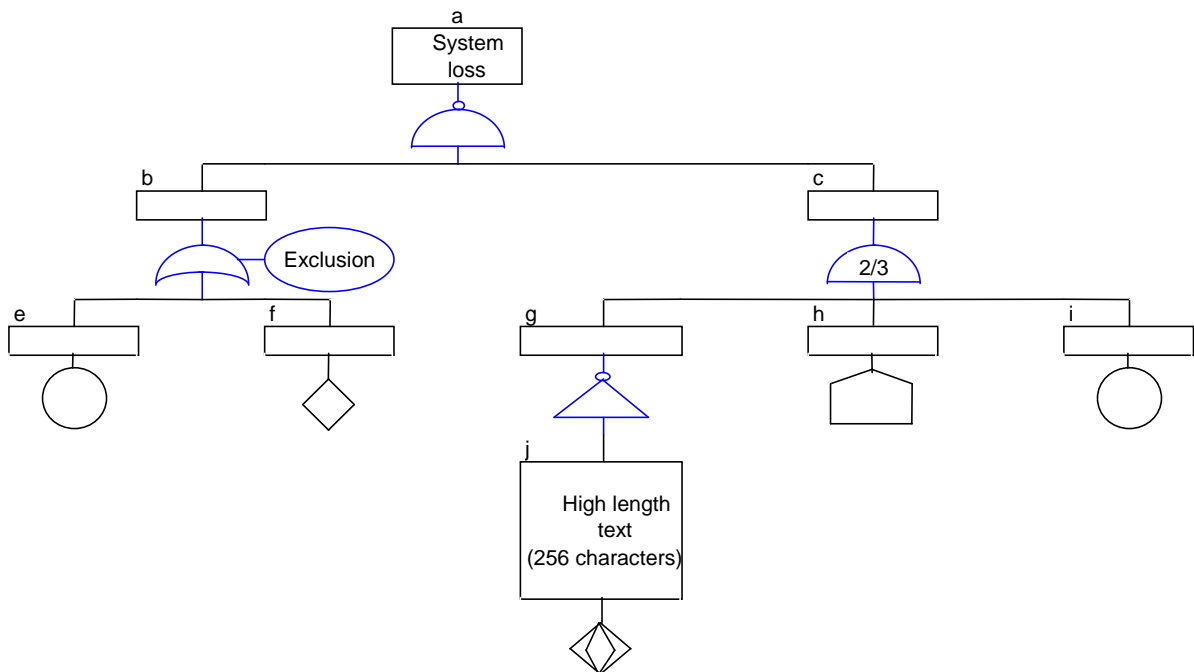 a
System
loss
b
c
Exclusion
2/3
e
f
g
h
i
j
High length
text
(256 characters)